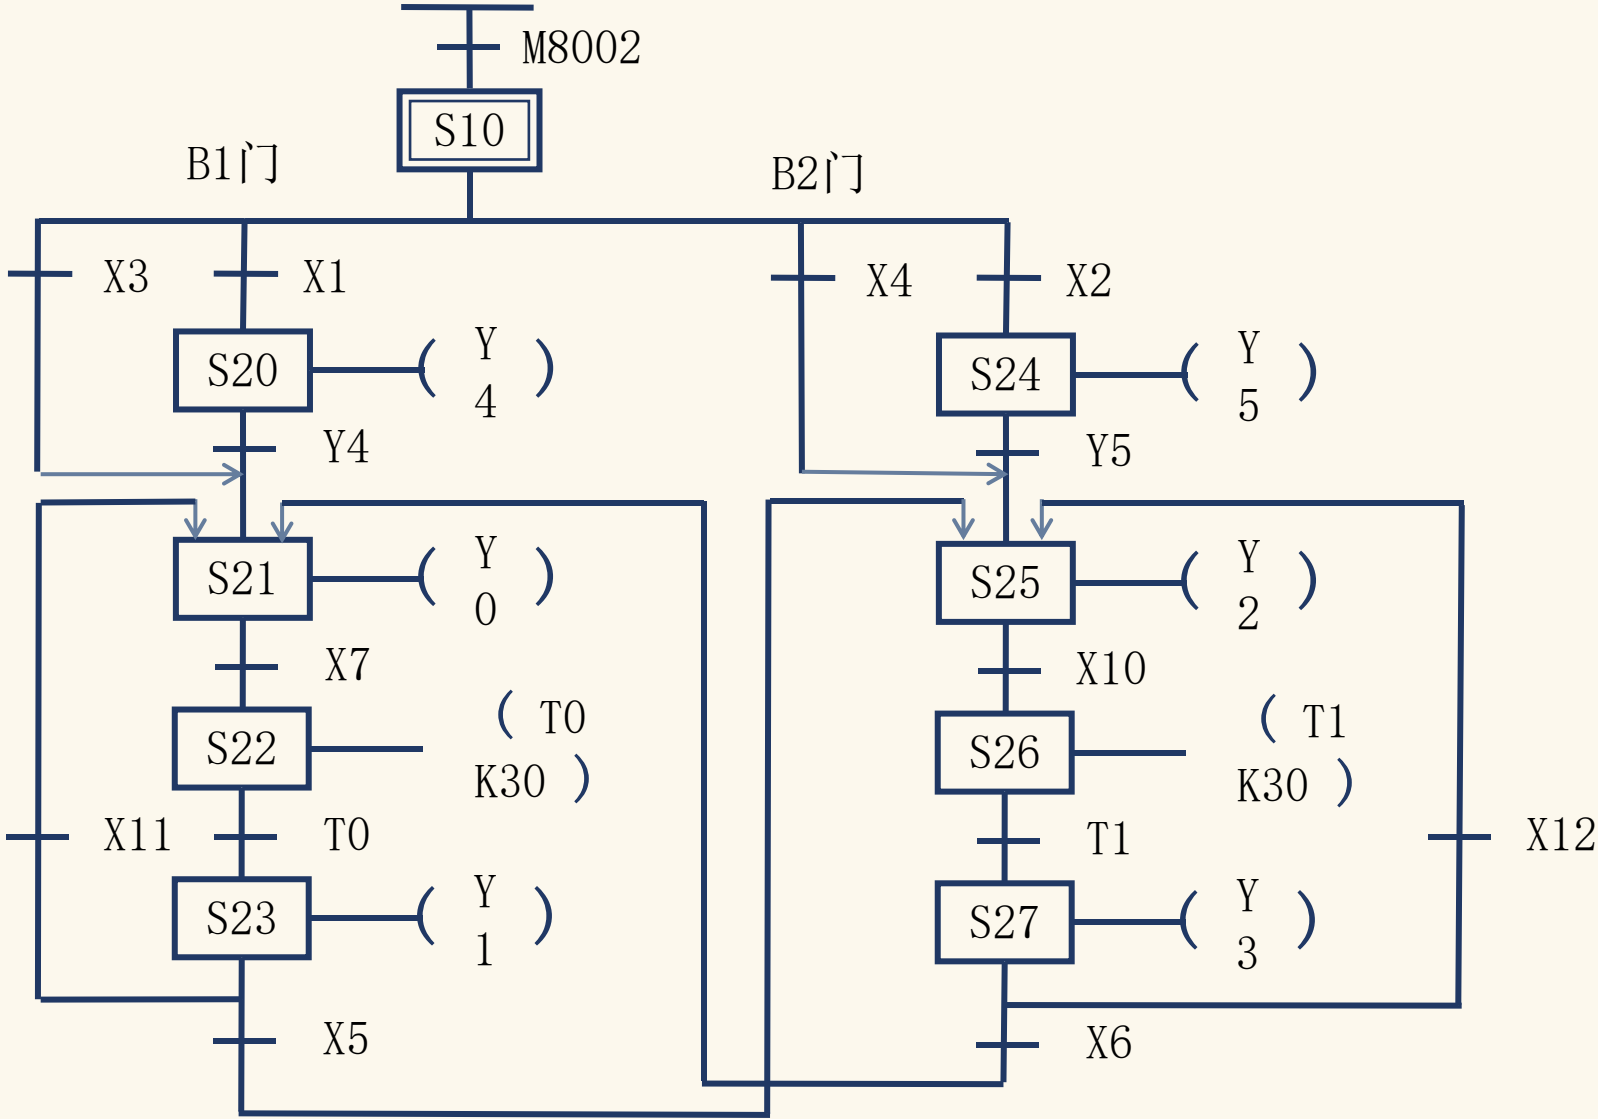 M8002
S10
B1门
B2门
X3
X1
X4
X2
S20
(
Y
4
)
S24
(
Y
5
)
Y4
Y5
S21
(
Y
0
)
S25
(
Y
2
)
X7
X10
S22
( T0
K30 )
S26
( T1
K30 )
X11
T0
T1
X12
S23
(
Y
1
)
S27
(
Y
3
)
X5
X6